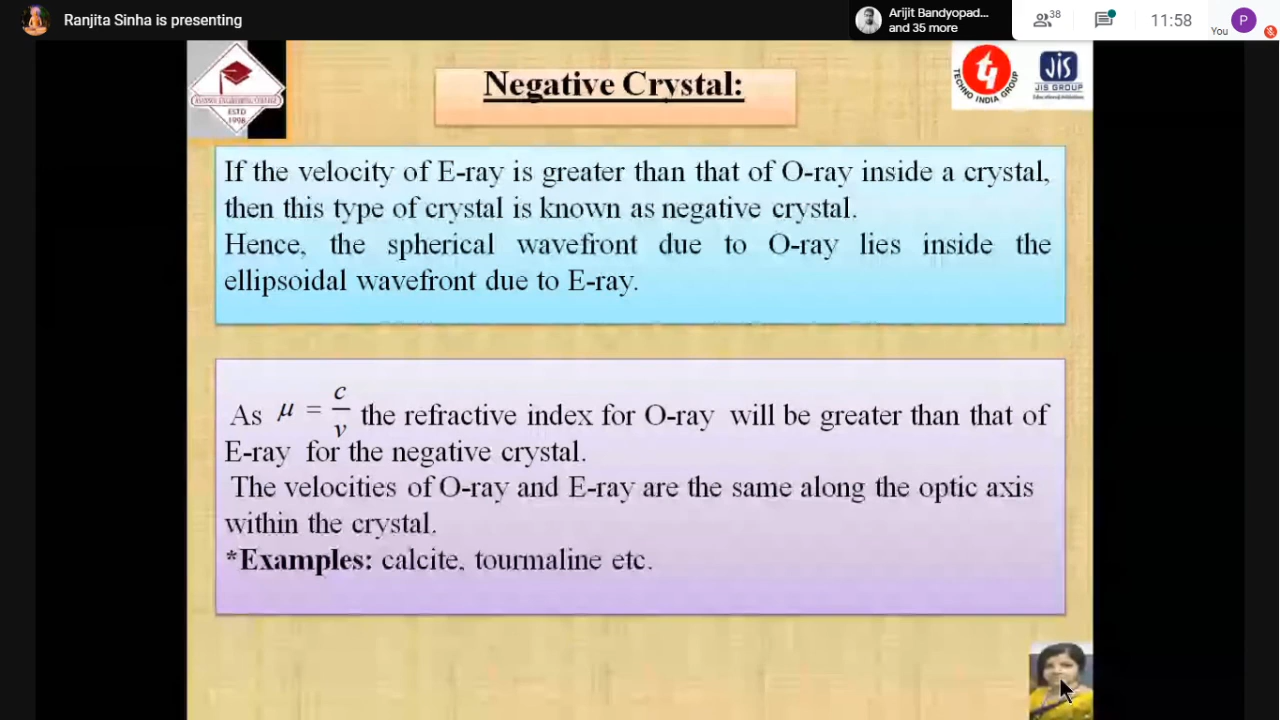 Ranjita Sinha is presenting
Arijit Bandyopad...
and 35 more
38
11:58
You
P
ESTD
1998
TECHNO INDIA GROUP
JIS
JIS GROUP
Negative Crystal:
If the velocity of E-ray is greater than that of O-ray inside a crystal,
then this type of crystal is known as negative crystal.
Hence, the spherical wavefront due to O-ray lies inside the
ellipsoidal wavefront due to E-ray.
As μ = c/v the refractive index for O-ray will be greater than that of
E-ray for the negative crystal.
The velocities of O-ray and E-ray are the same along the optic axis
within the crystal.
*Examples: calcite, tourmaline etc.